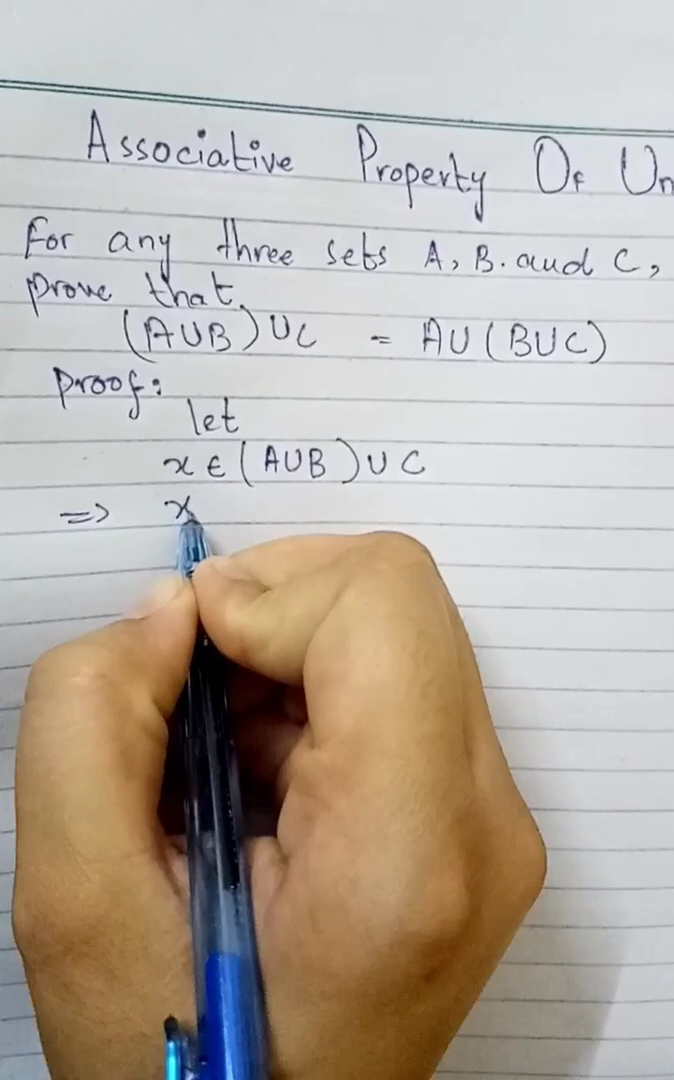 Associative Property Of Un
For any three sets A, B. and C,
prove that.
(AUB)UC = AU(BUC)
Proof:
let
x ∈ (AUB)UC
=> x